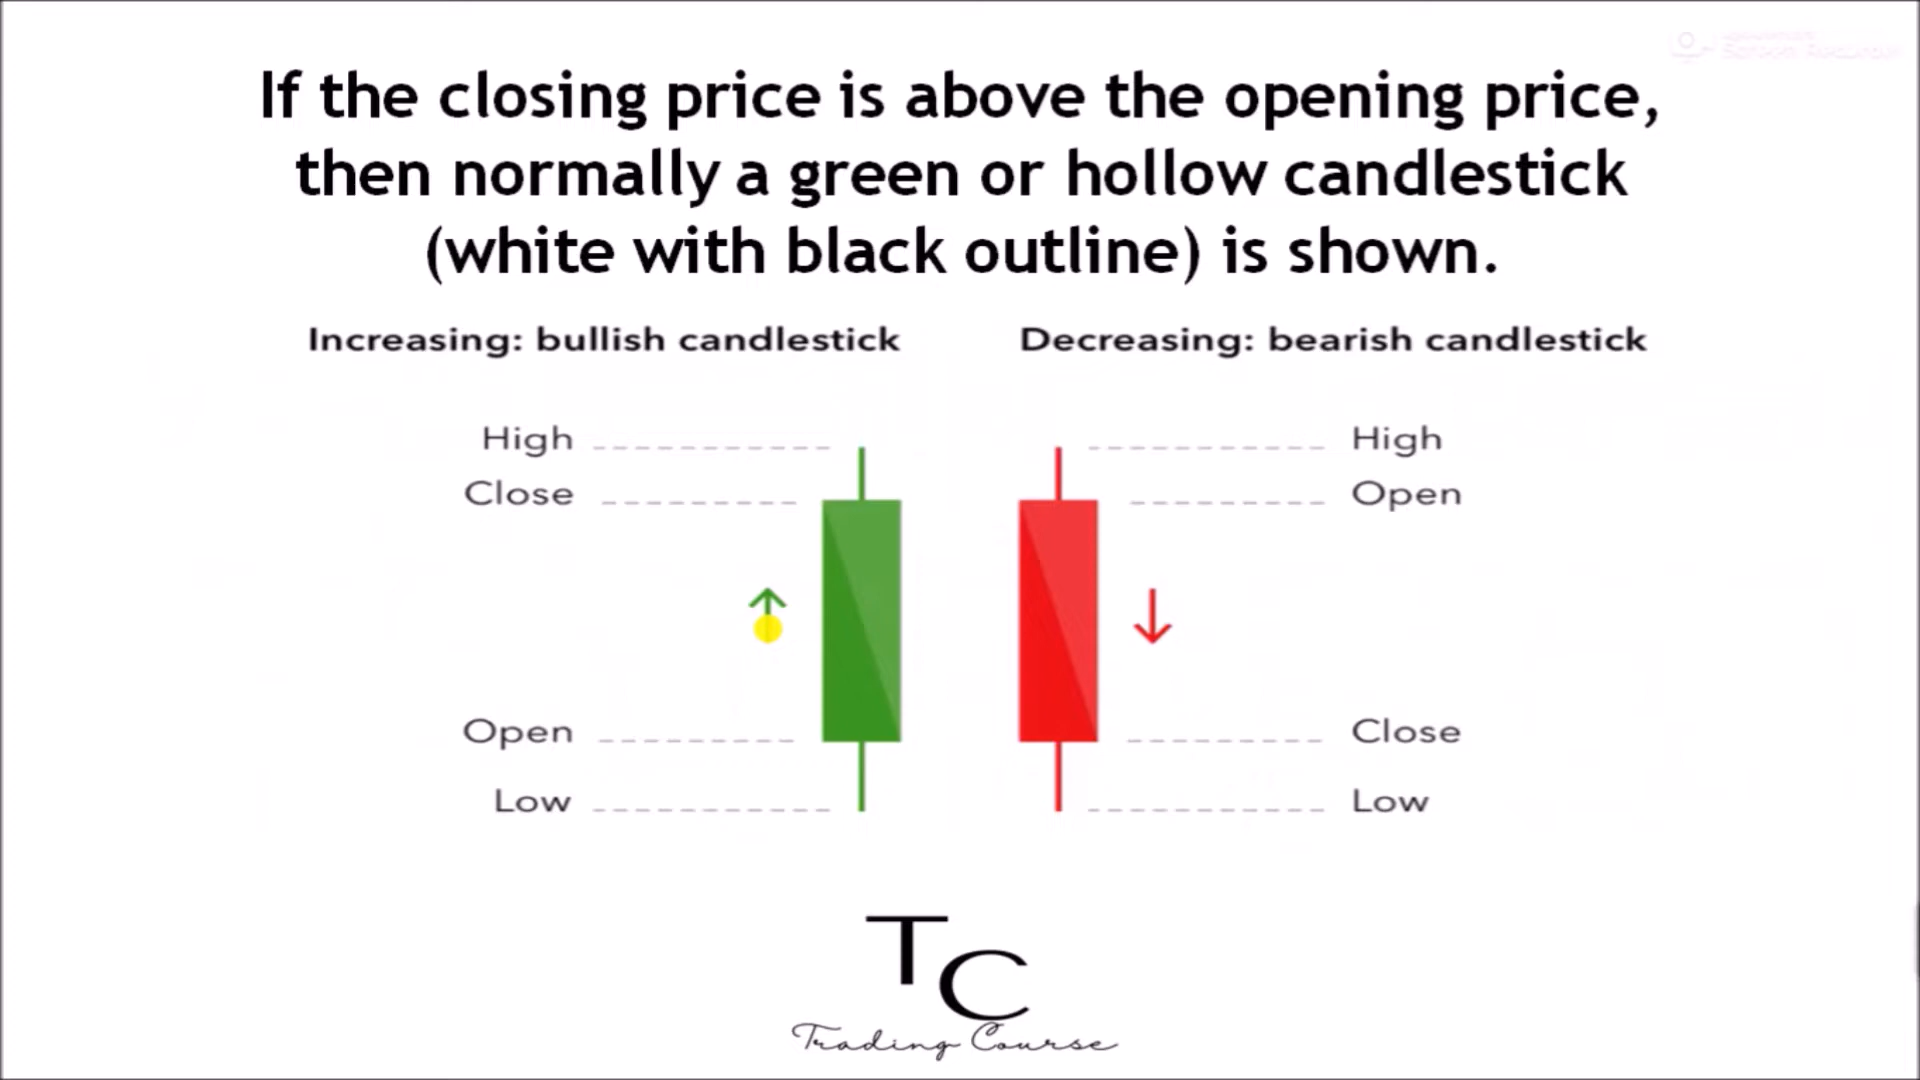 If the closing price is above the opening price,
then normally a green or hollow candlestick
(white with black outline) is shown.
Increasing: bullish candlestick
Decreasing: bearish candlestick
High
Close
Open
Low
High
Open
Close
Low
TC
Trading Course